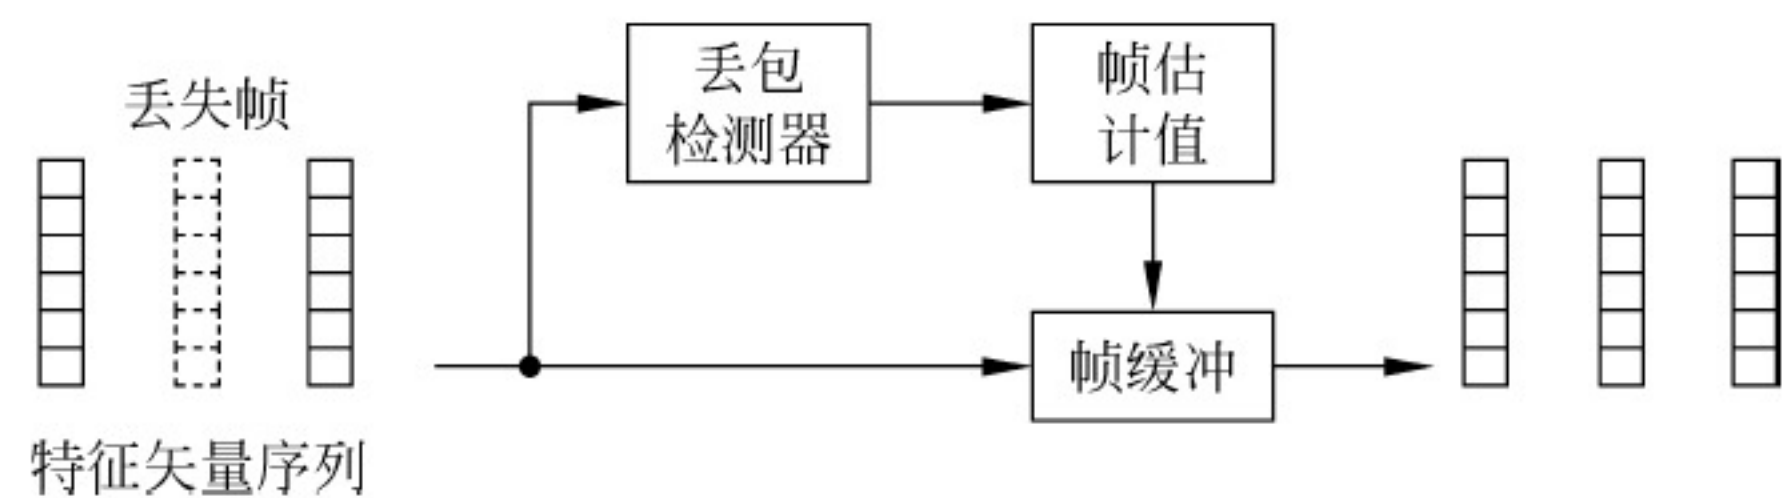 丢失帧
特征矢量序列
丢包
检测器
帧估
计值
帧缓冲